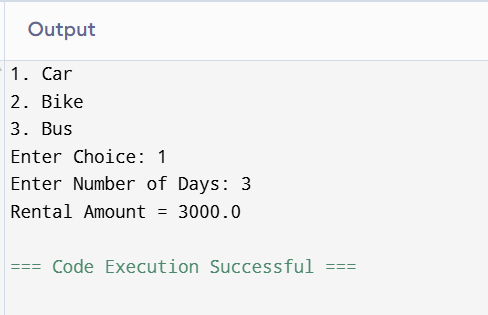 Output
1. Car
2. Bike
3. Bus
Enter Choice: 1
Enter Number of Days: 3
Rental Amount = 3000.0
=== Code Execution Successful ===